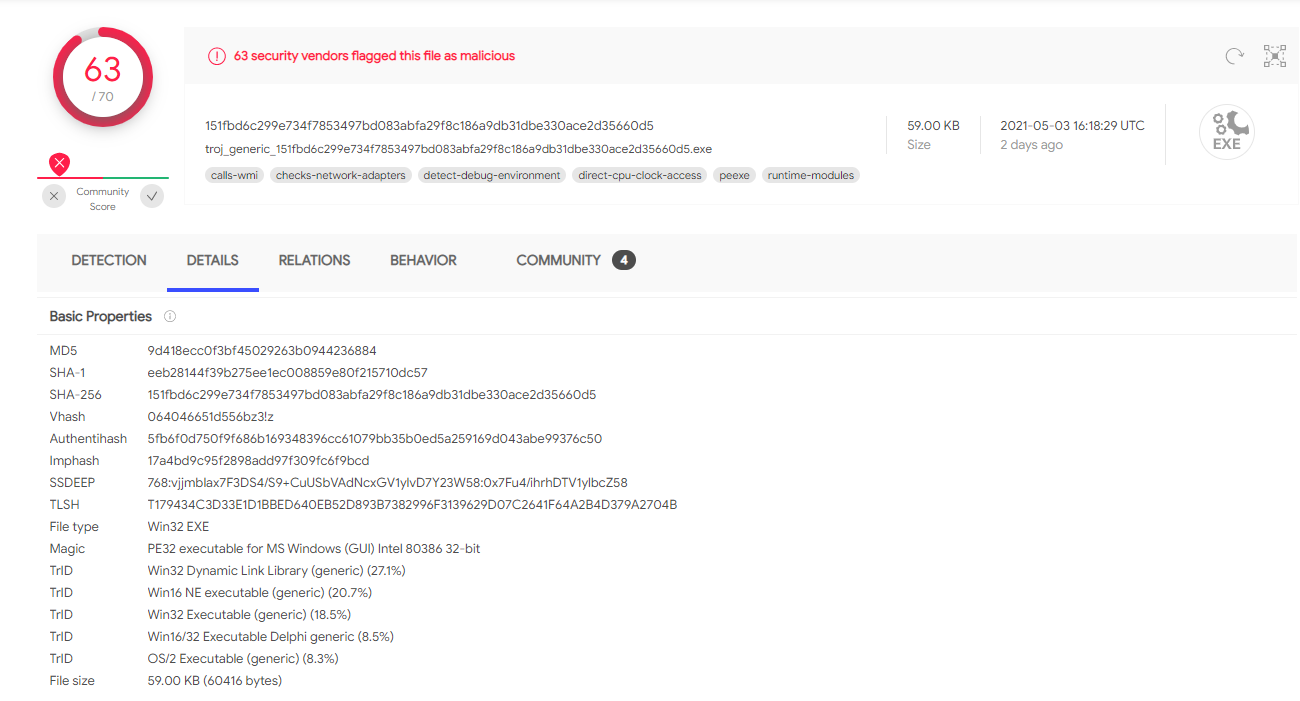 63
/ 70
Community
Score
63 security vendors flagged this file as malicious
151fbd6c299e734f7853497bd083abfa29f8c186a9db31dbe330ace2d35660d5
troj_generic_151fbd6c299e734f7853497bd083abfa29f8c186a9db31dbe330ace2d35660d5.exe
calls-wmi checks-network-adapters detect-debug-environment direct-cpu-clock-access peexe runtime-modules
59.00 KB
Size
2021-05-03 16:18:29 UTC
2 days ago
EXE
DETECTION DETAILS RELATIONS BEHAVIOR COMMUNITY 4
Basic Properties
MD5 9d418ecc0f3bf45029263b0944236884
SHA-1 eeb28144f39b275ee1ec008859e80f215710dc57
SHA-256 151fbd6c299e734f7853497bd083abfa29f8c186a9db31dbe330ace2d35660d5
Vhash 064046651d556bz3!z
Authentihash 5fb6f0d750f9f686b169348396cc61079bb35b0ed5a259169d043abe99376c50
Imphash 17a4bd9c95f2898add97f309fc6f9bcd
SSDEEP 768:vjjmblax7F3DS4/S9+CuUSbVAdNcxGV1ylvD7Y23W58:0x7Fu4/ihrhDTV1ylbcZ58
TLSH T179434C3D33E1D1BBED640EB52D893B7382996F3139629D07C2641F64A2B4D379A2704B
File type Win32 EXE
Magic PE32 executable for MS Windows (GUI) Intel 80386 32-bit
TrID Win32 Dynamic Link Library (generic) (27.1%)
TrID Win16 NE executable (generic) (20.7%)
TrID Win32 Executable (generic) (18.5%)
TrID Win16/32 Executable Delphi generic (8.5%)
TrID OS/2 Executable (generic) (8.3%)
File size 59.00 KB (60416 bytes)